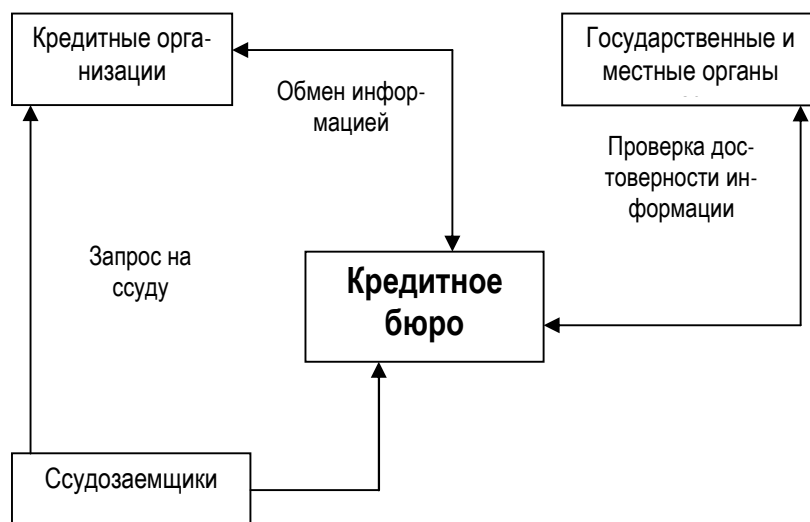 Кредитные орга-
низации
Государственные и
местные органы
Обмен инфор-
мацией
Проверка дос-
товерности ин-
формации
Запрос на
ссуду
Кредитное
бюро
Ссудозаемщики